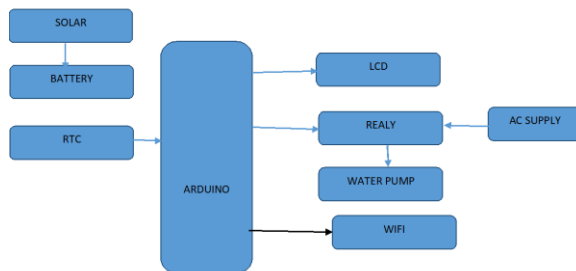 SOLAR
BATTERY
RTC
ARDUINO
LCD
REALY
AC SUPPLY
WATER PUMP
WIFI